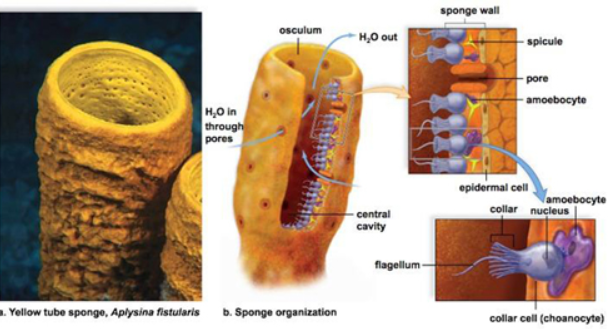 sponge wall
osculum
H₂O out
spicule
pore
amoebocyte
H₂O in
through
pores
epidermal cell
central
cavity
amoebocyte
nucleus
collar
flagellum
collar cell (choanocyte)
a. Yellow tube sponge, Aplysina fistularis
b. Sponge organization